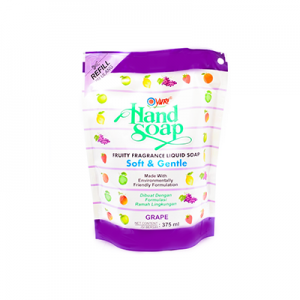 REFILL
Yuri
Hand
Soap
FRUITY FRAGRANCE LIQUID SOAP
Soft & Gentle
Made With
Environmentally
Friendly Formulation
Dibuat Dengan
Formulasi
Ramah Lingkungan
GRAPE
375 ml